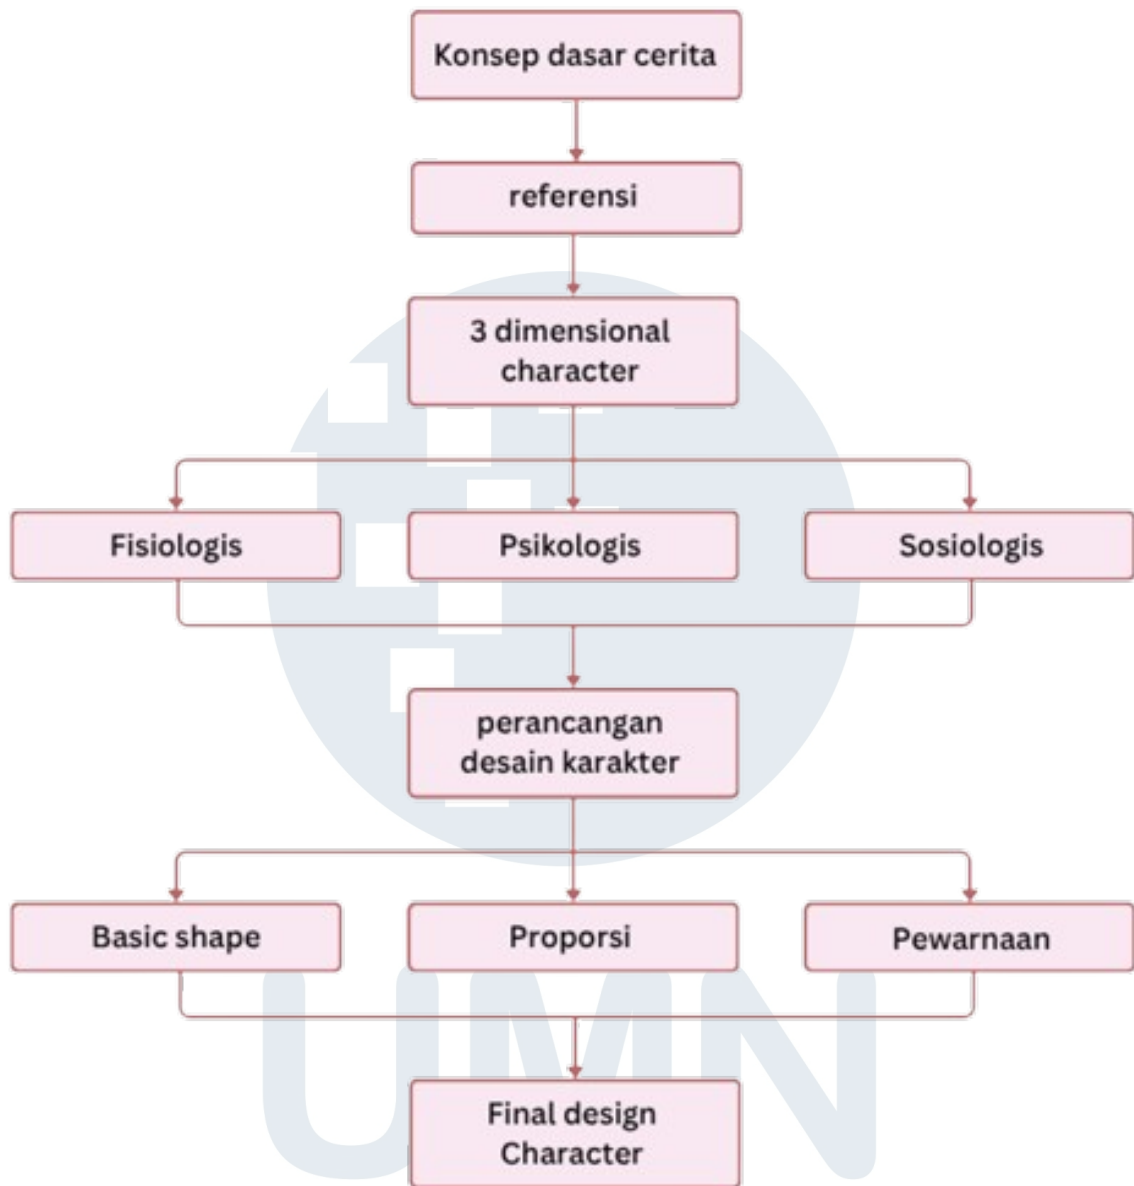 Konsep dasar cerita
referensi
3 dimensional
character
Fisiologis
Psikologis
Sosiologis
perancangan
desain karakter
Basic shape
Proporsi
Pewarnaan
UMN
Final design
Character